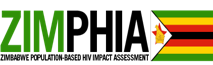 ZIMPHIA
ZIMBABWE POPULATION-BASED HIV IMPACT ASSESSMENT